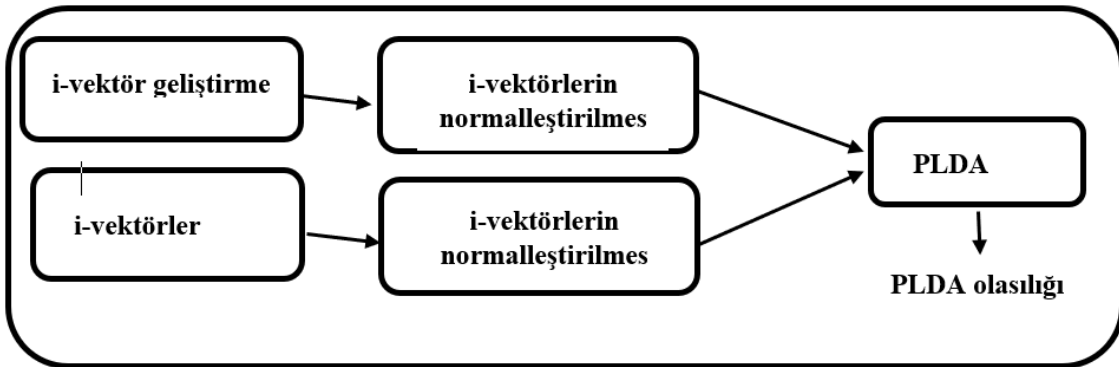 i-vektör geliştirme
i-vektörlerin
normalleştirilmes
PLDA
i-vektörler
i-vektörlerin
normalleştirilmes
PLDA olasılığı